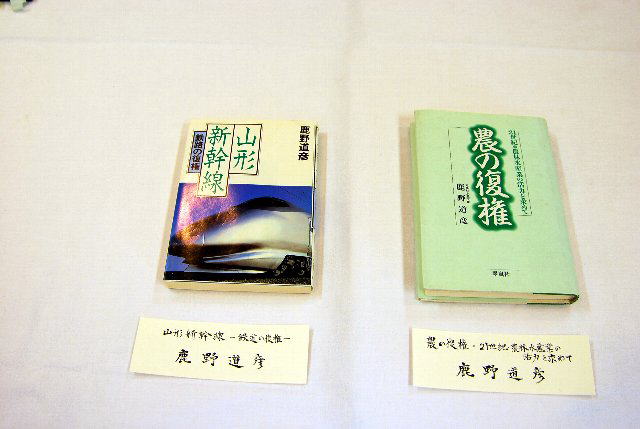 鹿野道彦
山形
新幹線
鉄路の復権
山形新幹線 ー鉄道の復権ー
鹿野道彦
農の復権
21世紀・農林水産業の活力を求めて
鹿野道彦
農の復権・21世紀 農林水産業の
活力を求めて
鹿野道彦